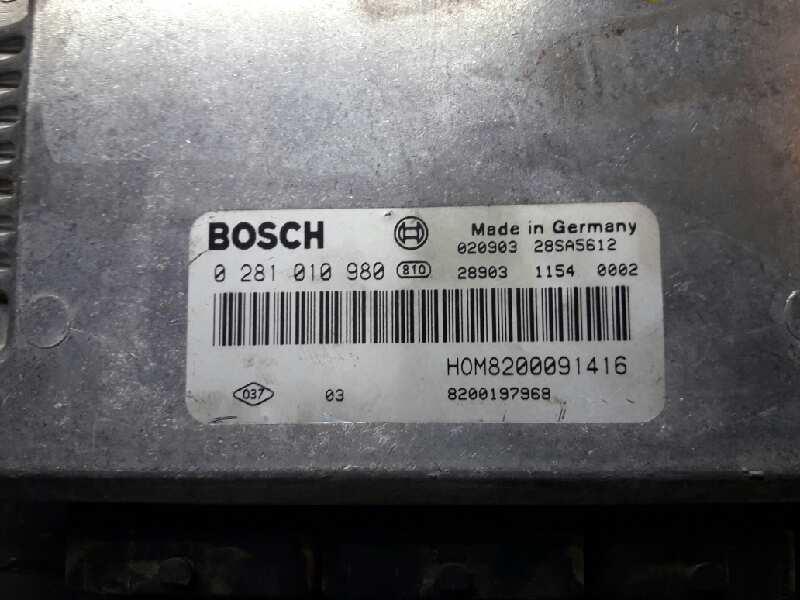 BOSCH Made in Germany
020903 28SA5612
0 281 010 980 810 28903 1154 0002
HOM8200091416
037 03 8200197968